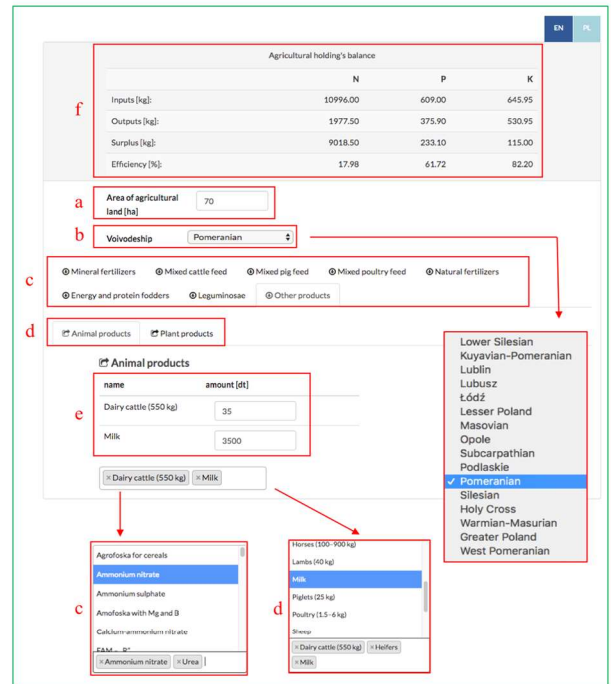 EN PL
Agricultural holding's balance
N P K
f
Inputs [kg]: 10996.00 609.00 645.95
Outputs [kg]: 1977.50 375.90 530.95
Surplus [kg]: 9018.50 233.10 115.00
Efficiency [%]: 17.98 61.72 82.20
a Area of agricultural land [ha] 70
b Voivodeship Pomeranian
c
Mineral fertilizers Mixed cattle feed Mixed pig feed Mixed poultry feed Natural fertilizers
Energy and protein fodders Leguminosae Other products
d Animal products Plant products
Animal products
name amount [dt]
e
Dairy cattle (550 kg) 35
Milk 3500
× Dairy cattle (550 kg) × Milk
Lower Silesian
Kuyavian-Pomeranian
Lublin
Lubusz
Łódź
Lesser Poland
Masovian
Opole
Subcarpathian
Podlaskie
✓ Pomeranian
Silesian
Holy Cross
Warmian-Masurian
Greater Poland
West Pomeranian
c
Agrofoska for cereals
Ammonium nitrate
Ammonium sulphate
Amofoska with Mg and B
Calcium-ammonium nitrate
× Ammonium nitrate × Urea
d
Horses (100-900 kg)
Lambs (40 kg)
Milk
Piglets (25 kg)
Poultry (1.5-6 kg)
Sheep
× Dairy cattle (550 kg) × Heifers
× Milk